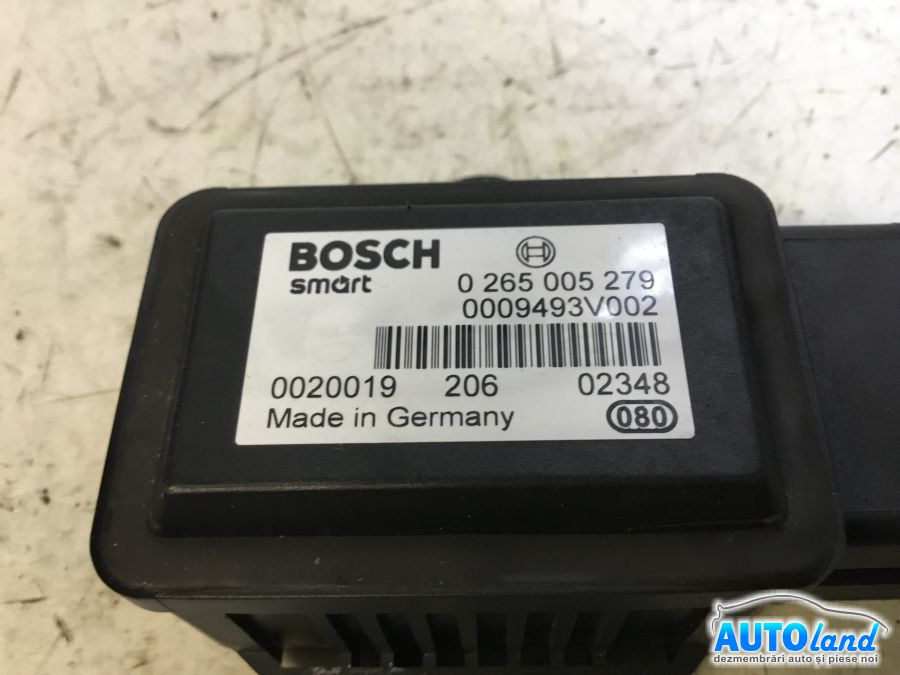 BOSCH
smart
0 265 005 279
0009493V002
0020019 206 02348
Made in Germany 080
AUTOland
dezmembrări auto și piese noi